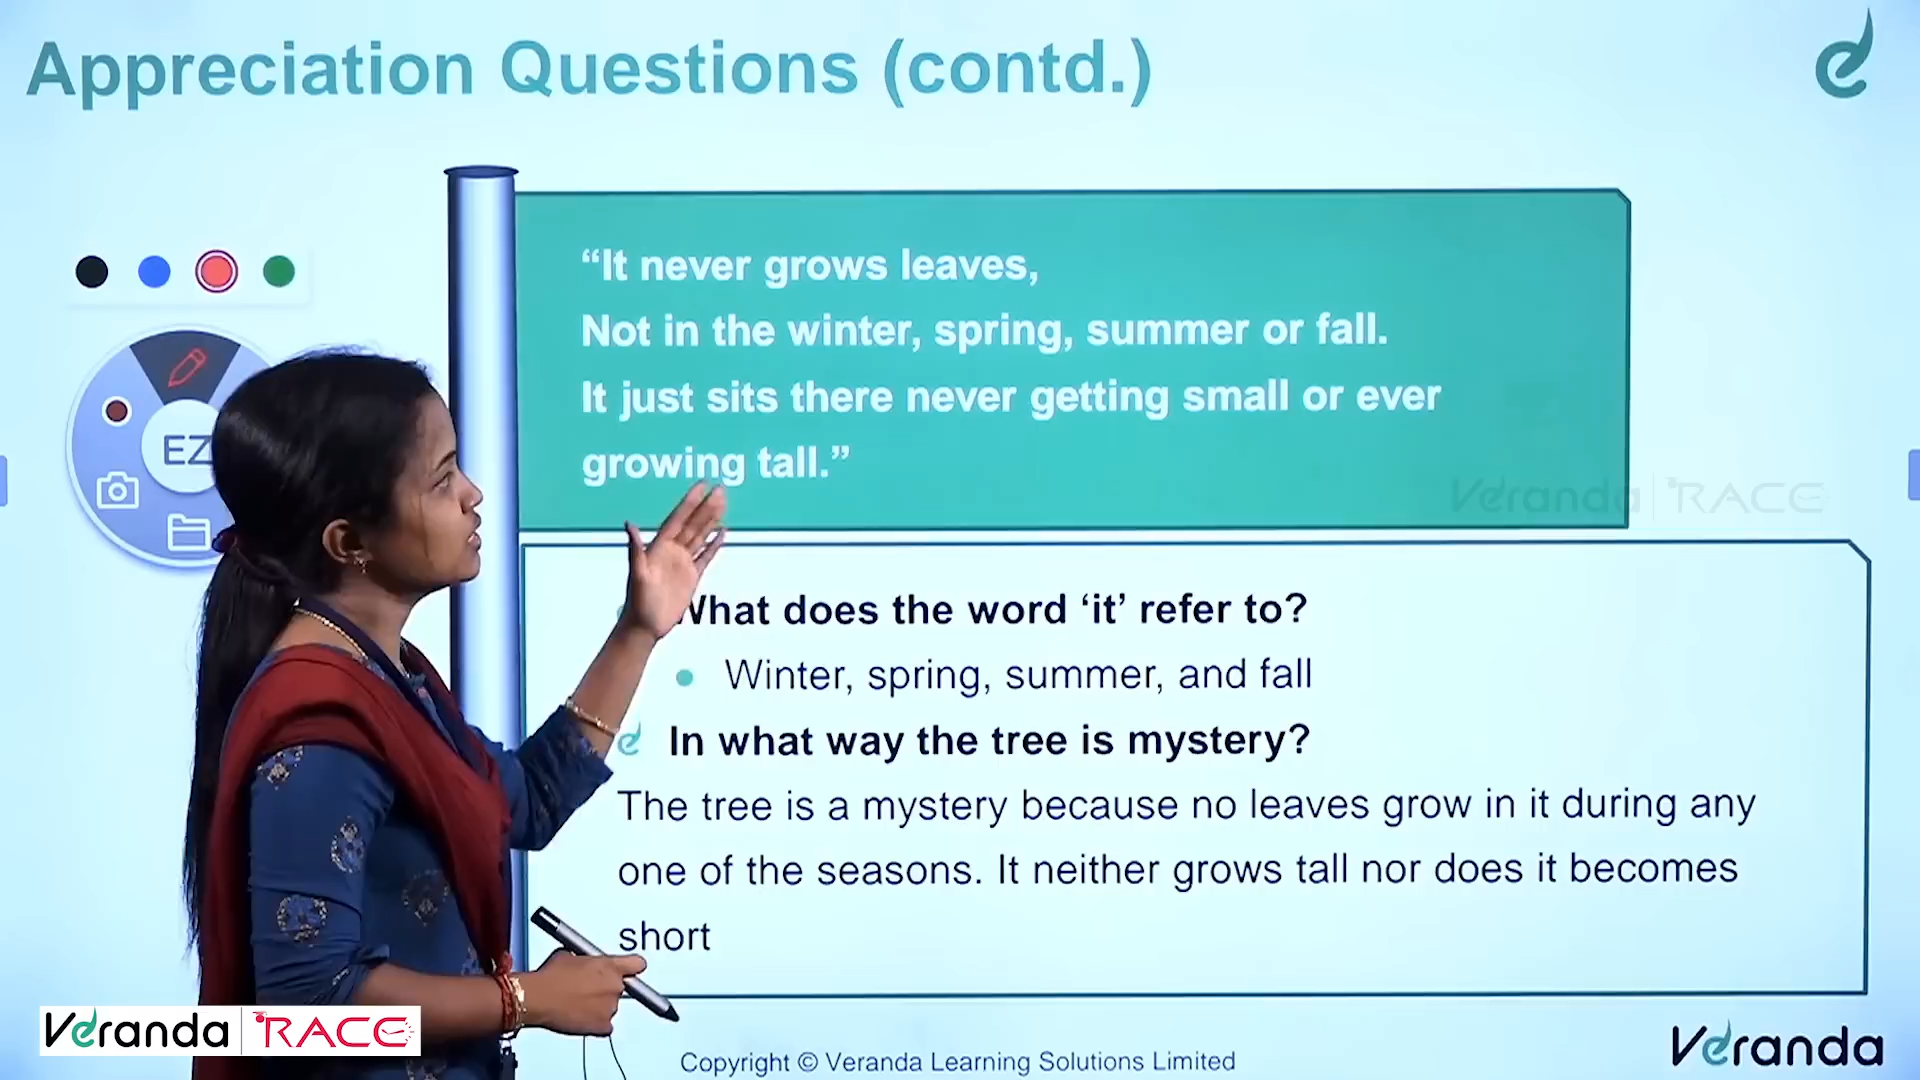 Appreciation Questions (contd.)
“It never grows leaves,
Not in the winter, spring, summer or fall.
It just sits there never getting small or ever
growing tall.”
Veranda RACE
EZ
What does the word ‘it’ refer to?
Winter, spring, summer, and fall
In what way the tree is mystery?
The tree is a mystery because no leaves grow in it during any
one of the seasons. It neither grows tall nor does it becomes
short
Veranda RACE
Copyright © Veranda Learning Solutions Limited
Veranda